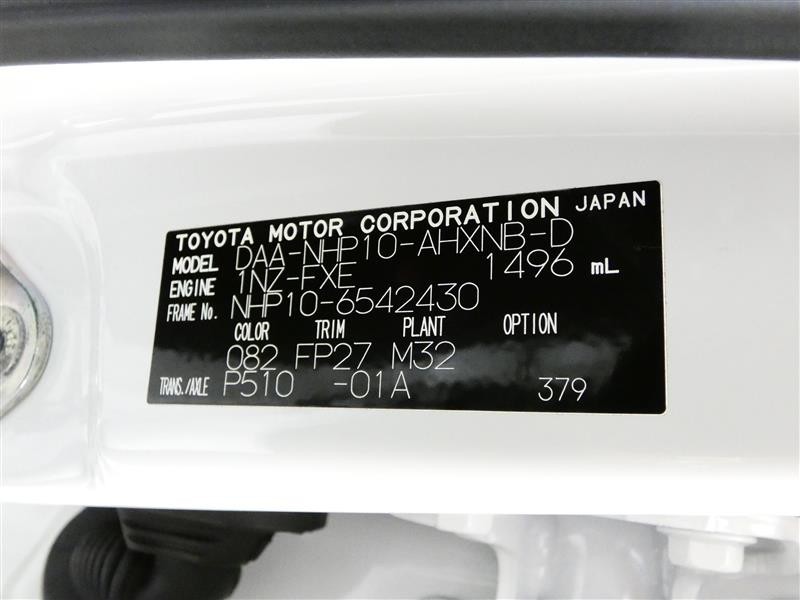 TOYOTA MOTOR CORPORATION JAPAN
MODEL DAA-NHP10-AHXNB-D
ENGINE 1NZ-FXE 1496 mL
FRAME No. NHP10-6542430
COLOR TRIM PLANT OPTION
082 FP27 M32
TRANS./AXLE P510 -01A 379